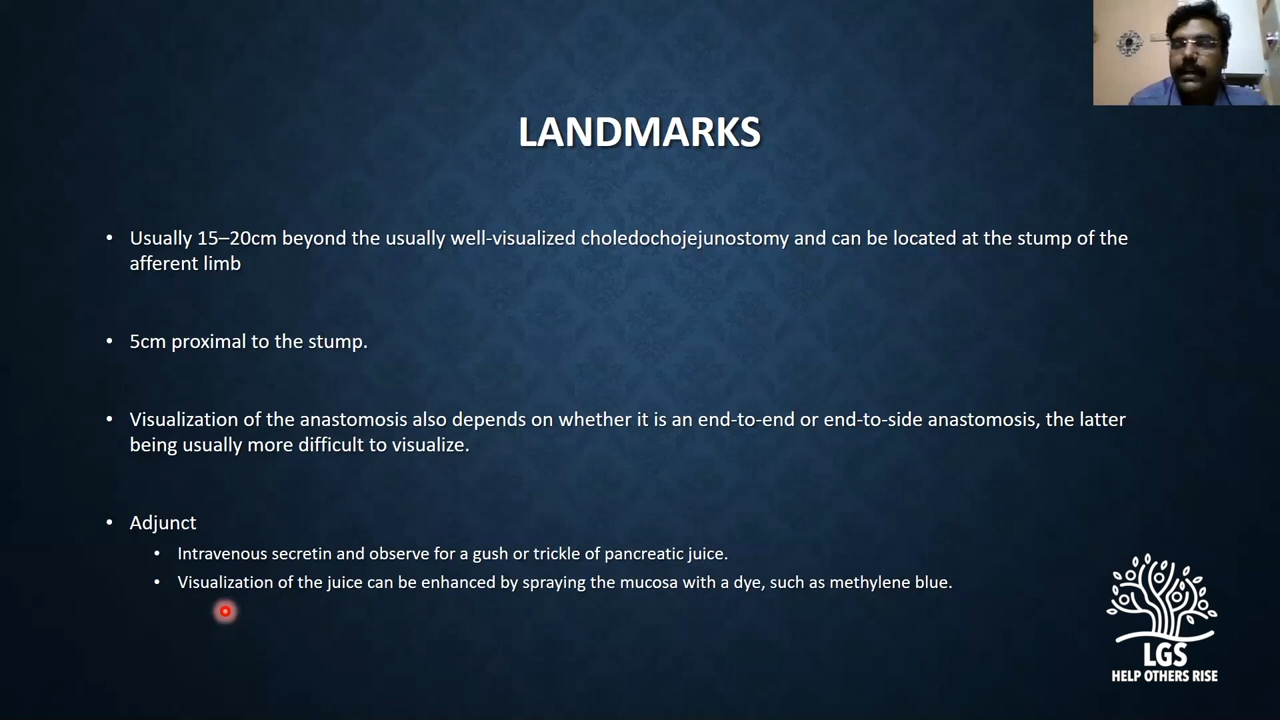 LANDMARKS
• Usually 15–20cm beyond the usually well-visualized choledochojejunostomy and can be located at the stump of the
afferent limb
• 5cm proximal to the stump.
• Visualization of the anastomosis also depends on whether it is an end-to-end or end-to-side anastomosis, the latter
being usually more difficult to visualize.
• Adjunct
• Intravenous secretin and observe for a gush or trickle of pancreatic juice.
• Visualization of the juice can be enhanced by spraying the mucosa with a dye, such as methylene blue.
LGS
HELP OTHERS RISE